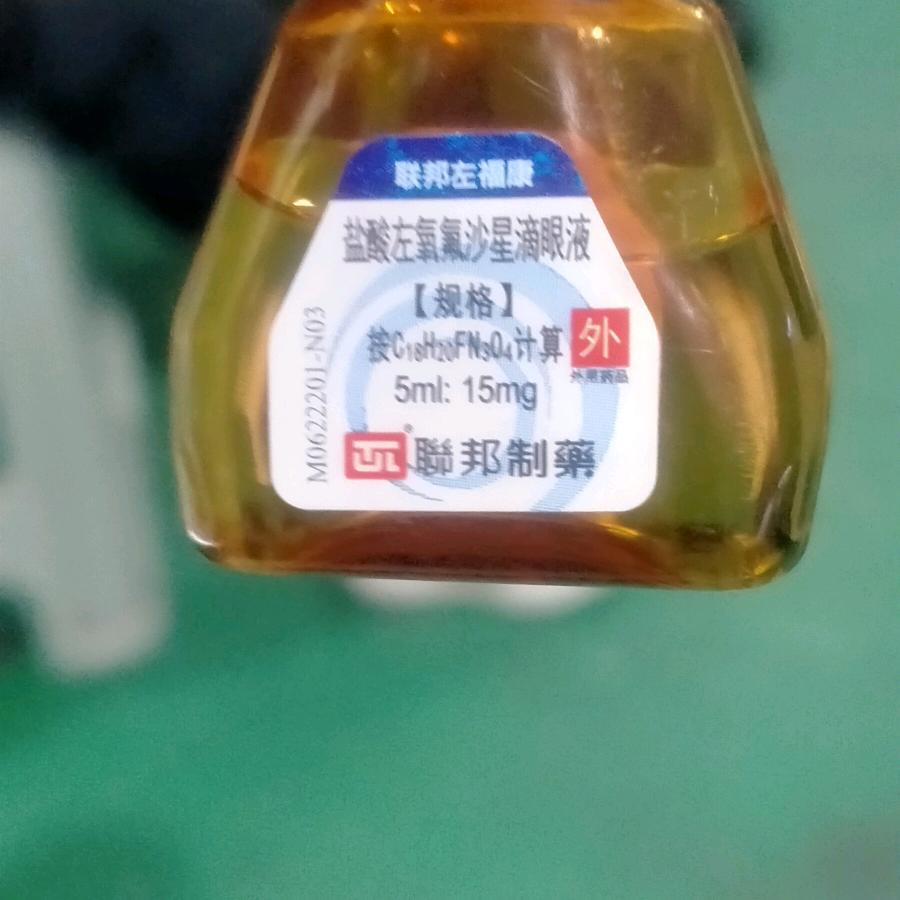 联邦左福康
盐酸左氧氟沙星滴眼液
【规格】
按C₁₈H₂₀FN₃O₄计算
5ml: 15mg
外
外用药品
聯邦制藥
M0622201-N03